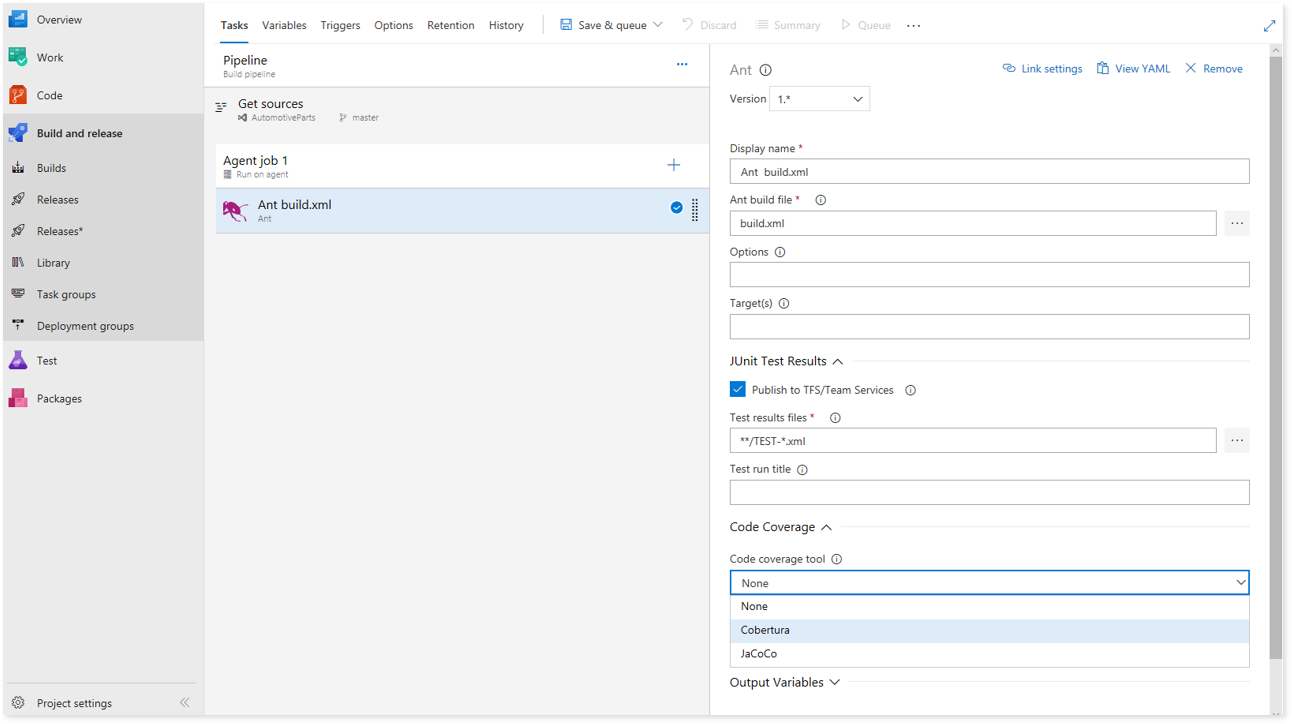 Overview
Work
Code
Build and release
Builds
Releases
Releases*
Library
Task groups
Deployment groups
Test
Packages
Project settings
Tasks Variables Triggers Options Retention History Save & queue Discard Summary Queue ...
Pipeline
Build pipeline
Get sources
AutomotiveParts master
Agent job 1
Run on agent
Ant build.xml
Ant
Ant
Link settings View YAML Remove
Version 1.*
Display name *
Ant build.xml
Ant build file *
build.xml
Options
Target(s)
JUnit Test Results
Publish to TFS/Team Services
Test results files *
**/TEST-*.xml
Test run title
Code Coverage
Code coverage tool
None
None
Cobertura
JaCoCo
Output Variables